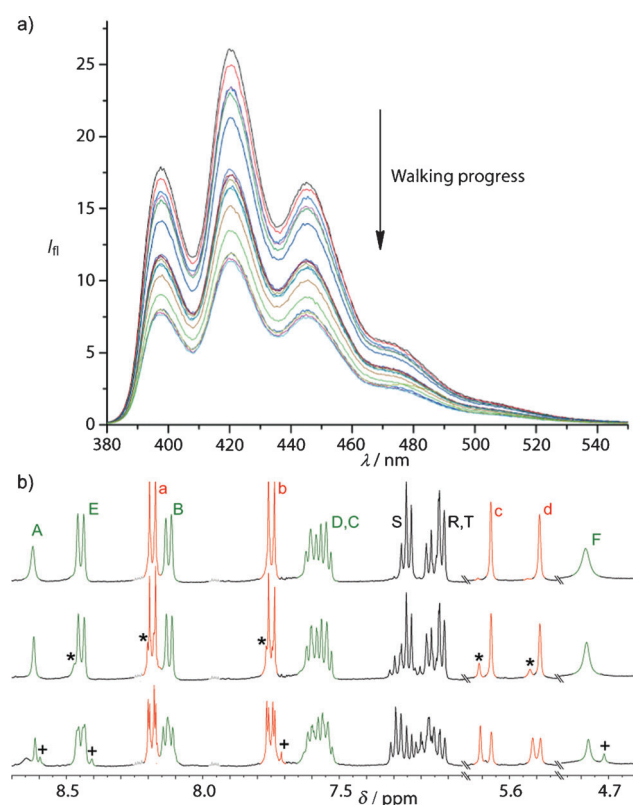 a)
25
20
15
10
5
0
I fl
Walking progress
380 400 420 440 460 480 500 520 540
λ / nm
b)
A E a B b D,C S R,T c d F
* * * * *
+ + + +
8.5 8.0 7.5 5.6 4.7
δ / ppm